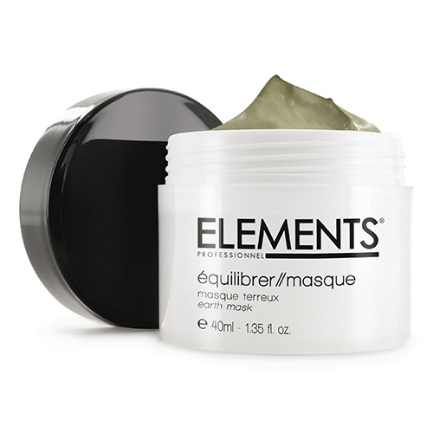 ELEMENTS®
PROFESSIONNEL
équilibrer//masque
masque terreux
earth mask
℮ 40ml - 1.35 fl. oz.